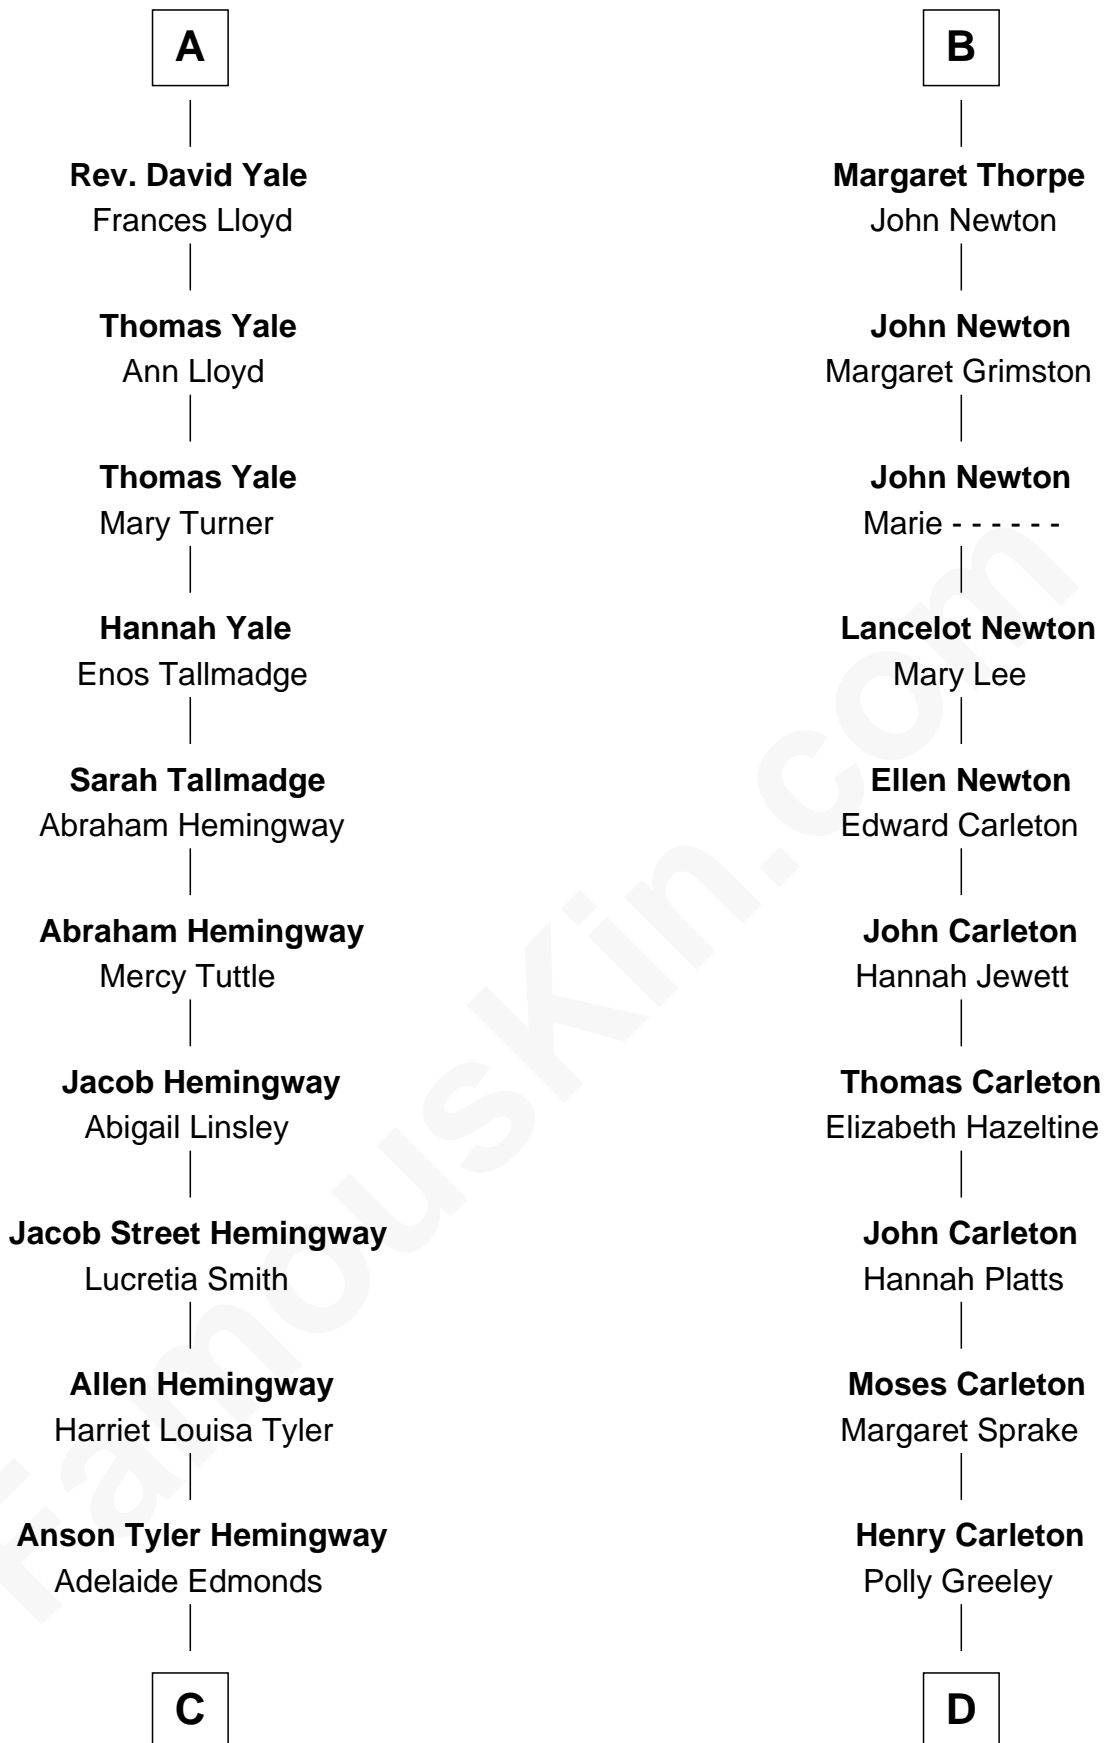 A
Rev. David Yale
Frances Lloyd
Thomas Yale
Ann Lloyd
Thomas Yale
Mary Turner
Hannah Yale
Enos Tallmadge
Sarah Tallmadge
Abraham Hemingway
Abraham Hemingway
Mercy Tuttle
Jacob Hemingway
Abigail Linsley
Jacob Street Hemingway
Lucretia Smith
Allen Hemingway
Harriet Louisa Tyler
Anson Tyler Hemingway
Adelaide Edmonds
C
B
Margaret Thorpe
John Newton
John Newton
Margaret Grimston
John Newton
Marie - - - - - -
Lancelot Newton
Mary Lee
Ellen Newton
Edward Carleton
John Carleton
Hannah Jewett
Thomas Carleton
Elizabeth Hazeltine
John Carleton
Hannah Platts
Moses Carleton
Margaret Sprake
Henry Carleton
Polly Greeley
D
FamousKin.com